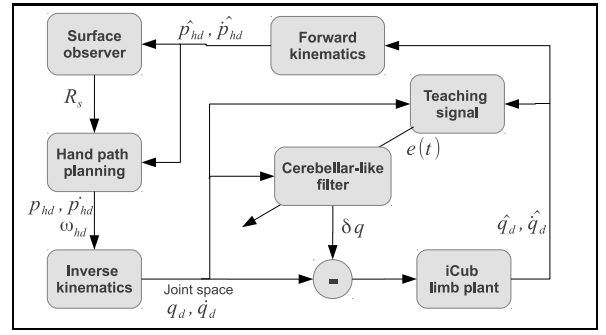 Surface
observer
p̂_hd , ṗ̂_hd
Forward
kinematics
R_s
Teaching
signal
Hand path
planning
e(t)
Cerebellar-like
filter
p_hd , ṗ_hd
ω_hd
δq
q̂_d , q̇̂_d
Inverse
kinematics
Joint space
q_d , q̇_d
-
iCub
limb plant